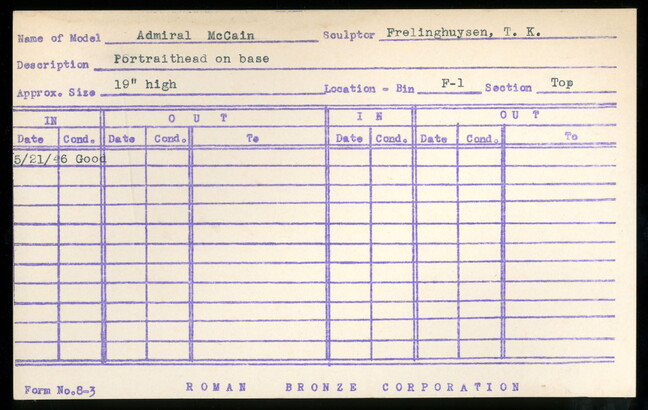 Name of Model Admiral McCain Sculptor Frelinghuysen, T. K.
Description Portraithead on base
Approx. Size 19" high Location - Bin F-1 Section Top
IN OUT IN OUT
Date Cond. Date Cond. To Date Cond. Date Cond. To
5/21/46 Good
Form No. 8-3 ROMAN BRONZE CORPORATION